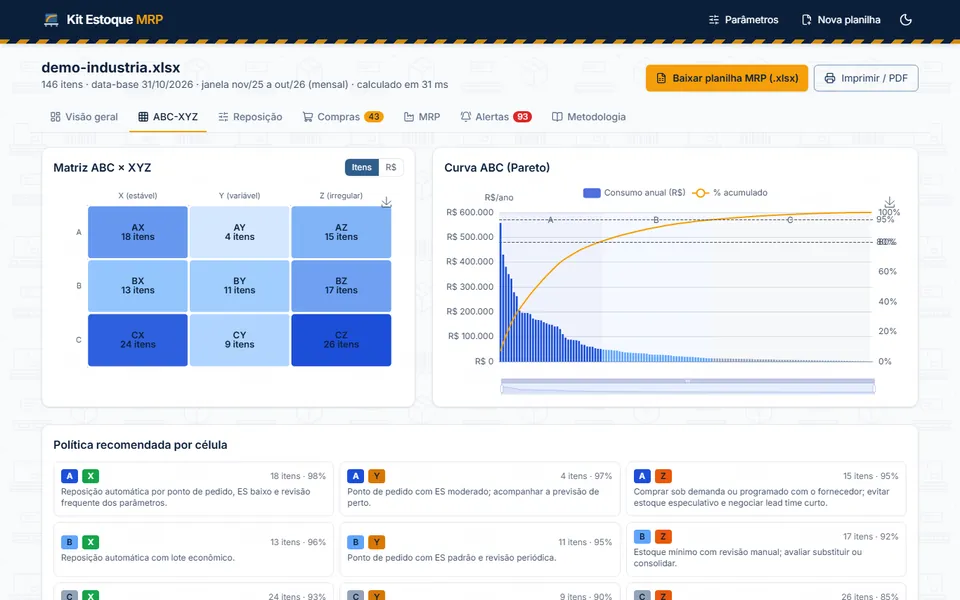 Kit Estoque MRP
Parâmetros
Nova planilha
demo-industria.xlsx
146 itens · data-base 31/10/2026 · janela nov/25 a out/26 (mensal) · calculado em 31 ms
Baixar planilha MRP (.xlsx)
Imprimir / PDF
Visão geral
ABC-XYZ
Reposição
Compras 43
MRP
Alertas 93
Metodologia
Matriz ABC × XYZ
Itens
R$
X (estável)
Y (variável)
Z (irregular)
A
AX
18 itens
AY
4 itens
AZ
15 itens
B
BX
13 itens
BY
11 itens
BZ
17 itens
C
CX
24 itens
CY
9 itens
CZ
26 itens
Curva ABC (Pareto)
Consumo anual (R$)
% acumulado
R$/ano
R$ 600.000
R$ 500.000
R$ 400.000
R$ 300.000
R$ 200.000
R$ 100.000
R$ 0
A
B
C
100%
95%
80%
60%
40%
20%
0%
Política recomendada por célula
A X
18 itens · 98%
Reposição automática por ponto de pedido, ES baixo e revisão
frequente dos parâmetros.
A Y
4 itens · 97%
Ponto de pedido com ES moderado; acompanhar a previsão de
perto.
A Z
15 itens · 95%
Comprar sob demanda ou programado com o fornecedor; evitar
estoque especulativo e negociar lead time curto.
B X
13 itens · 96%
Reposição automática com lote econômico.
B Y
11 itens · 95%
Ponto de pedido com ES padrão e revisão periódica.
B Z
17 itens · 92%
Estoque mínimo com revisão manual; avaliar substituir ou
consolidar.
C X
24 itens · 93%
C Y
9 itens · 90%
C Z
26 itens · 85%